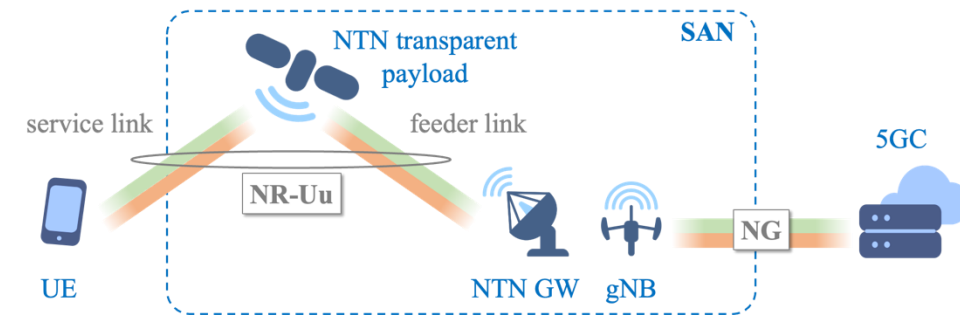 SAN
NTN transparent
payload
service link
feeder link
5GC
NR-Uu
NG
UE
NTN GW
gNB